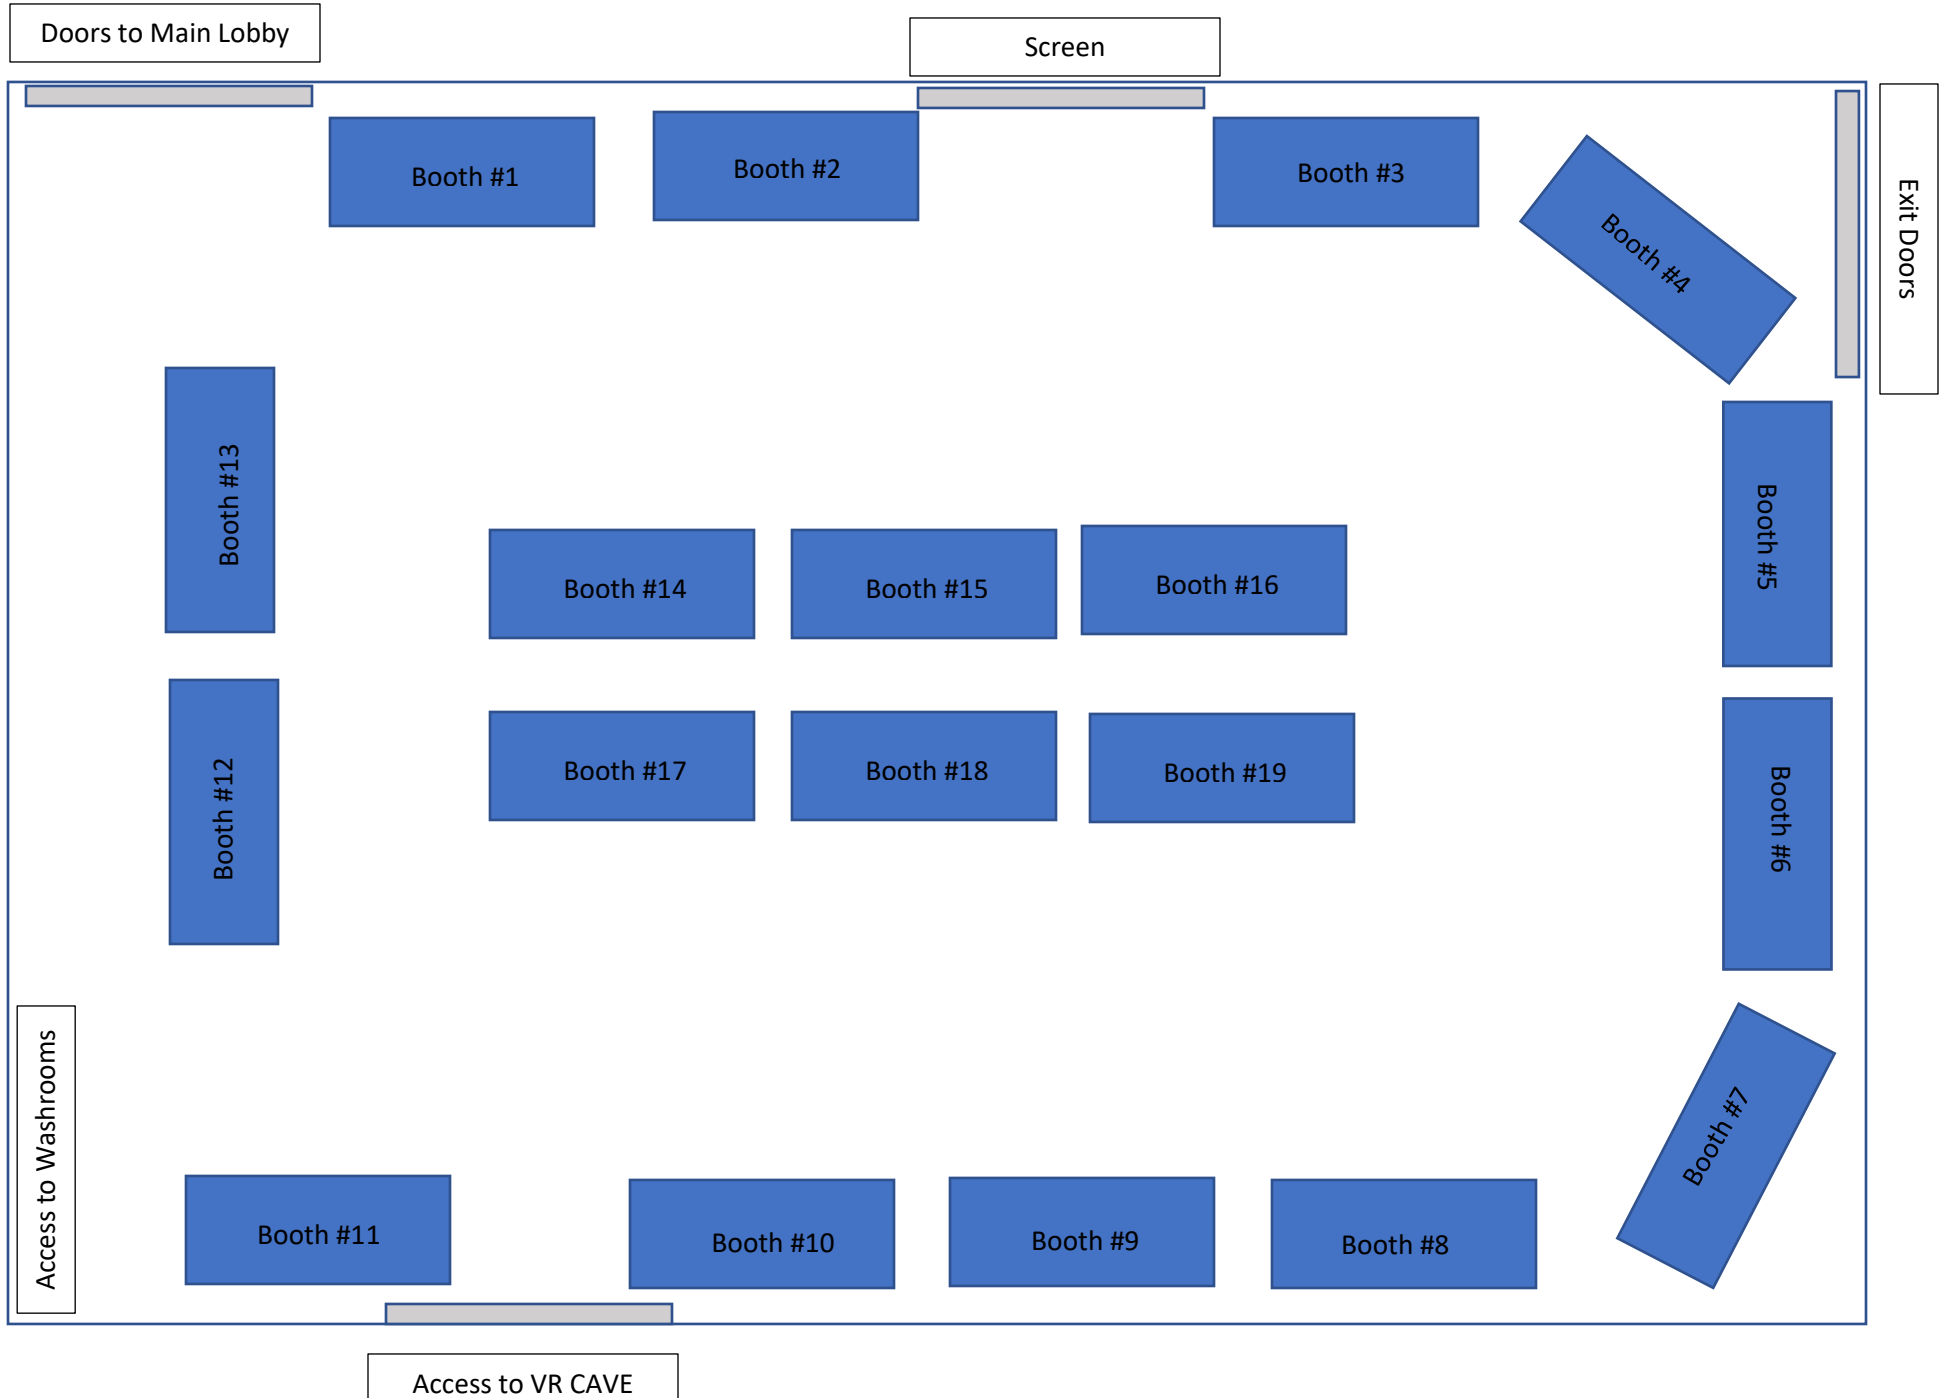 Doors to Main Lobby
Screen
Exit Doors
Booth #1
Booth #2
Booth #3
Booth #4
Booth #13
Booth #5
Booth #14
Booth #15
Booth #16
Booth #17
Booth #18
Booth #19
Booth #12
Booth #6
Access to Washrooms
Booth #7
Booth #11
Booth #10
Booth #9
Booth #8
Access to VR CAVE